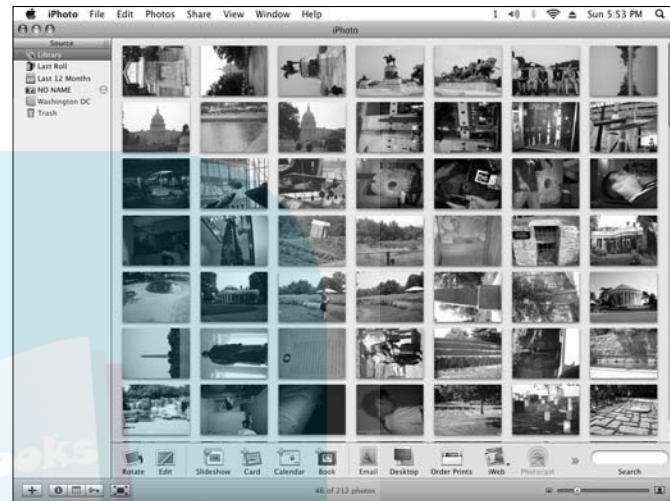 iPhoto File Edit Photos Share View Window Help 1 Sun 5:53 PM
iPhoto
Source
Library
Last Roll
Last 12 Months
NO NAME
Washington DC
Trash
ooks
Rotate Edit Slideshow Card Calendar Book Email Desktop Order Prints iWeb Photocast » Search
46 of 212 photos